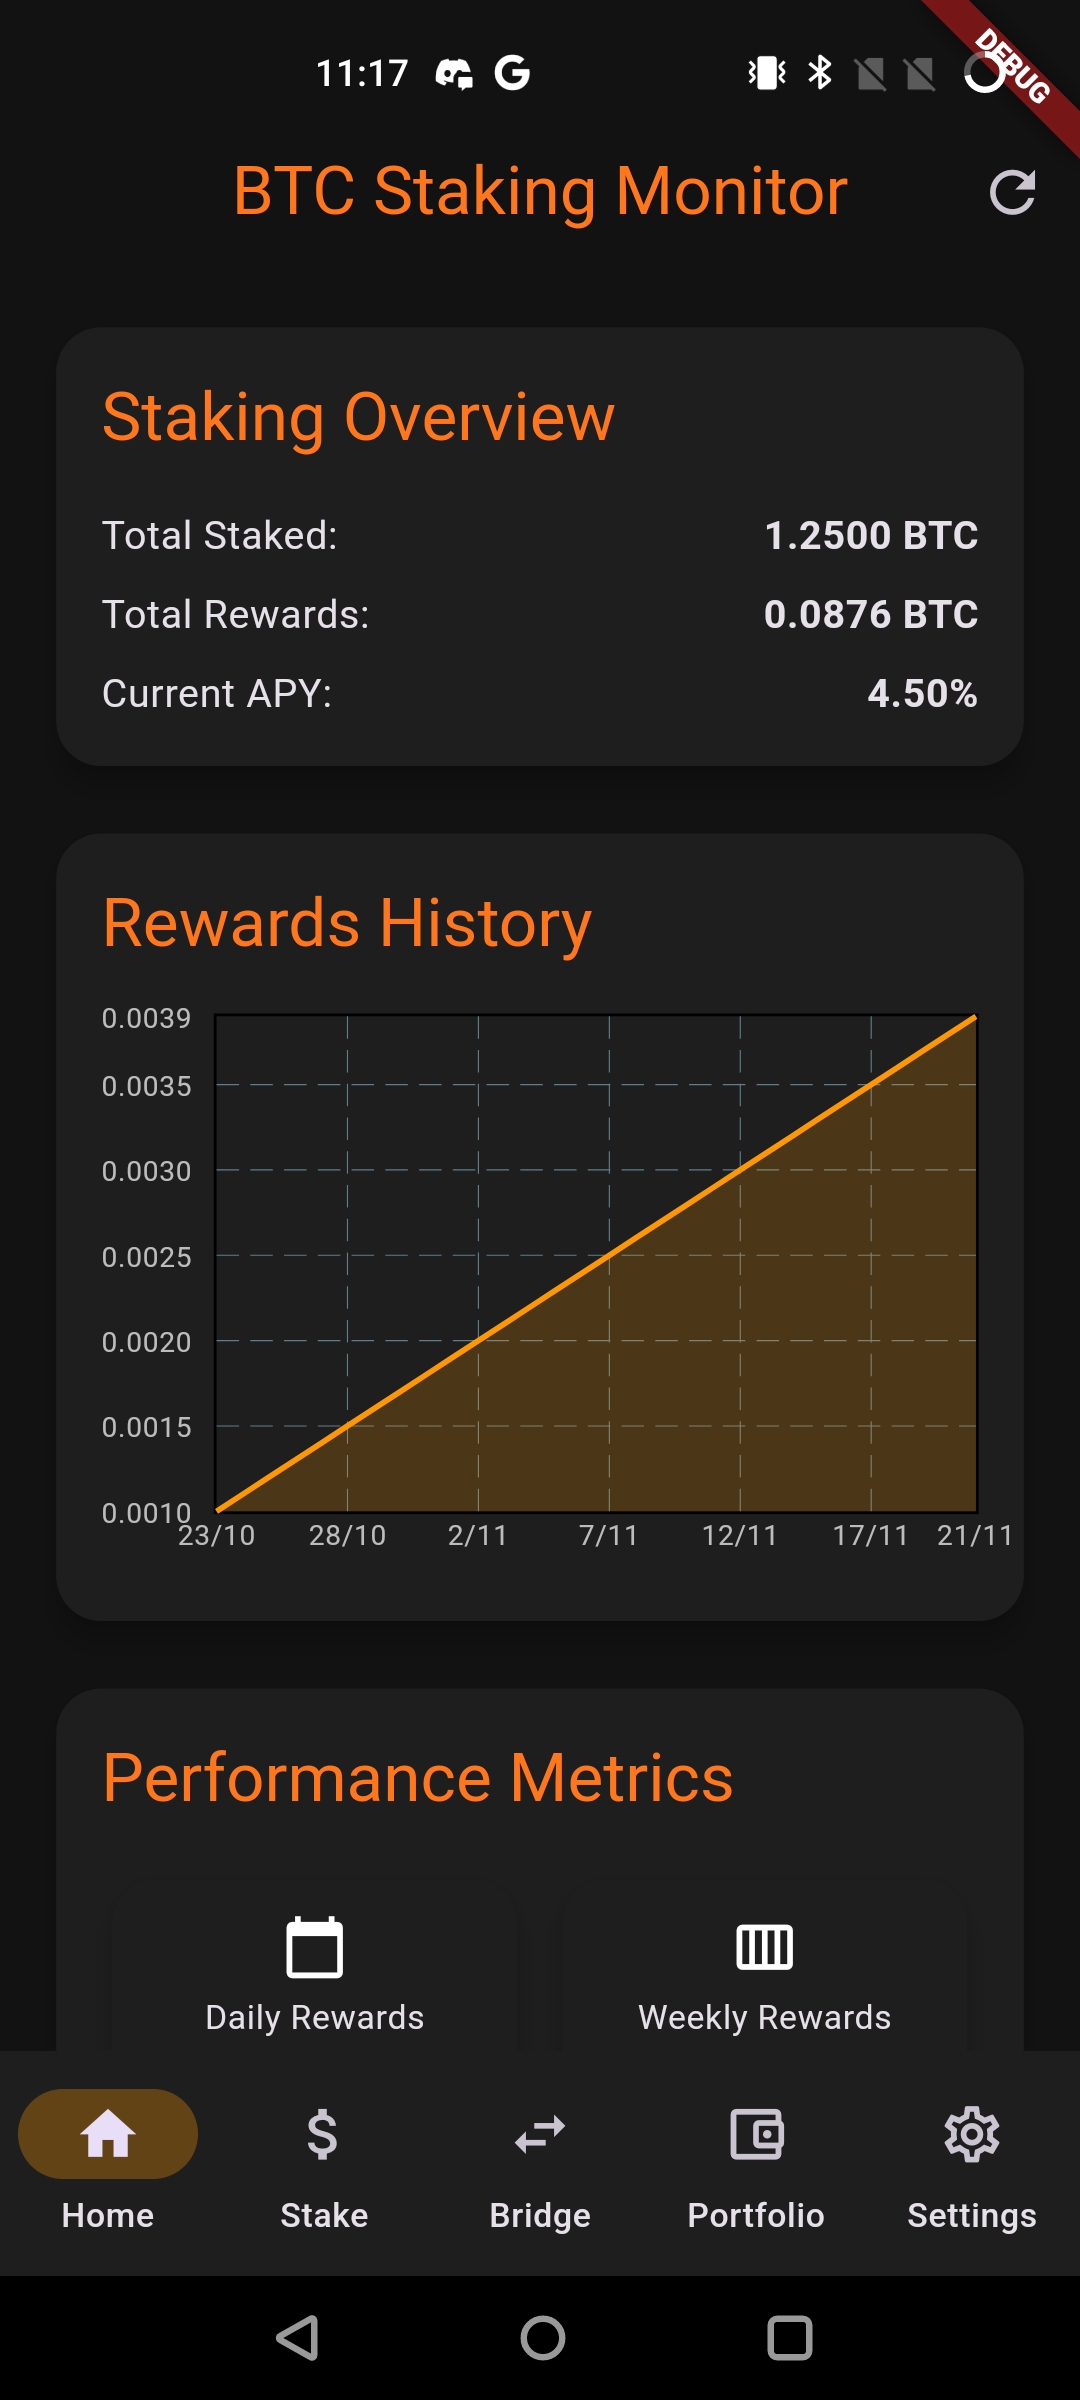 11:17
DEBUG
BTC Staking Monitor
Staking Overview
Total Staked: 1.2500 BTC
Total Rewards: 0.0876 BTC
Current APY: 4.50%
Rewards History
0.0039
0.0035
0.0030
0.0025
0.0020
0.0015
0.0010
23/10 28/10 2/11 7/11 12/11 17/11 21/11
Performance Metrics
Daily Rewards Weekly Rewards
Home Stake Bridge Portfolio Settings